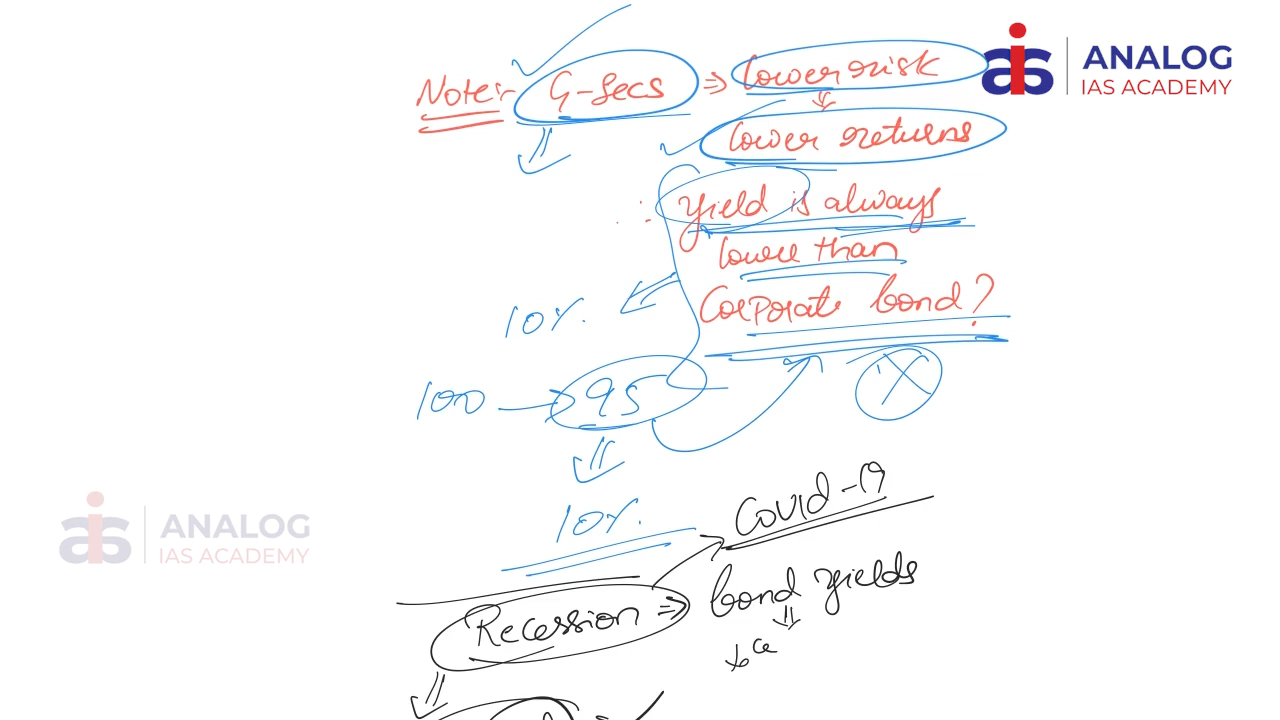 ANALOG
IAS ACADEMY
Note:- G-Secs ⇒ Lower risk
Lower returns
∴ yield is always
lower than
Corporate bond?
10%.
100 → 95
10%.
Covid-19
Recession ⇒ bond yields
ANALOG
IAS ACADEMY